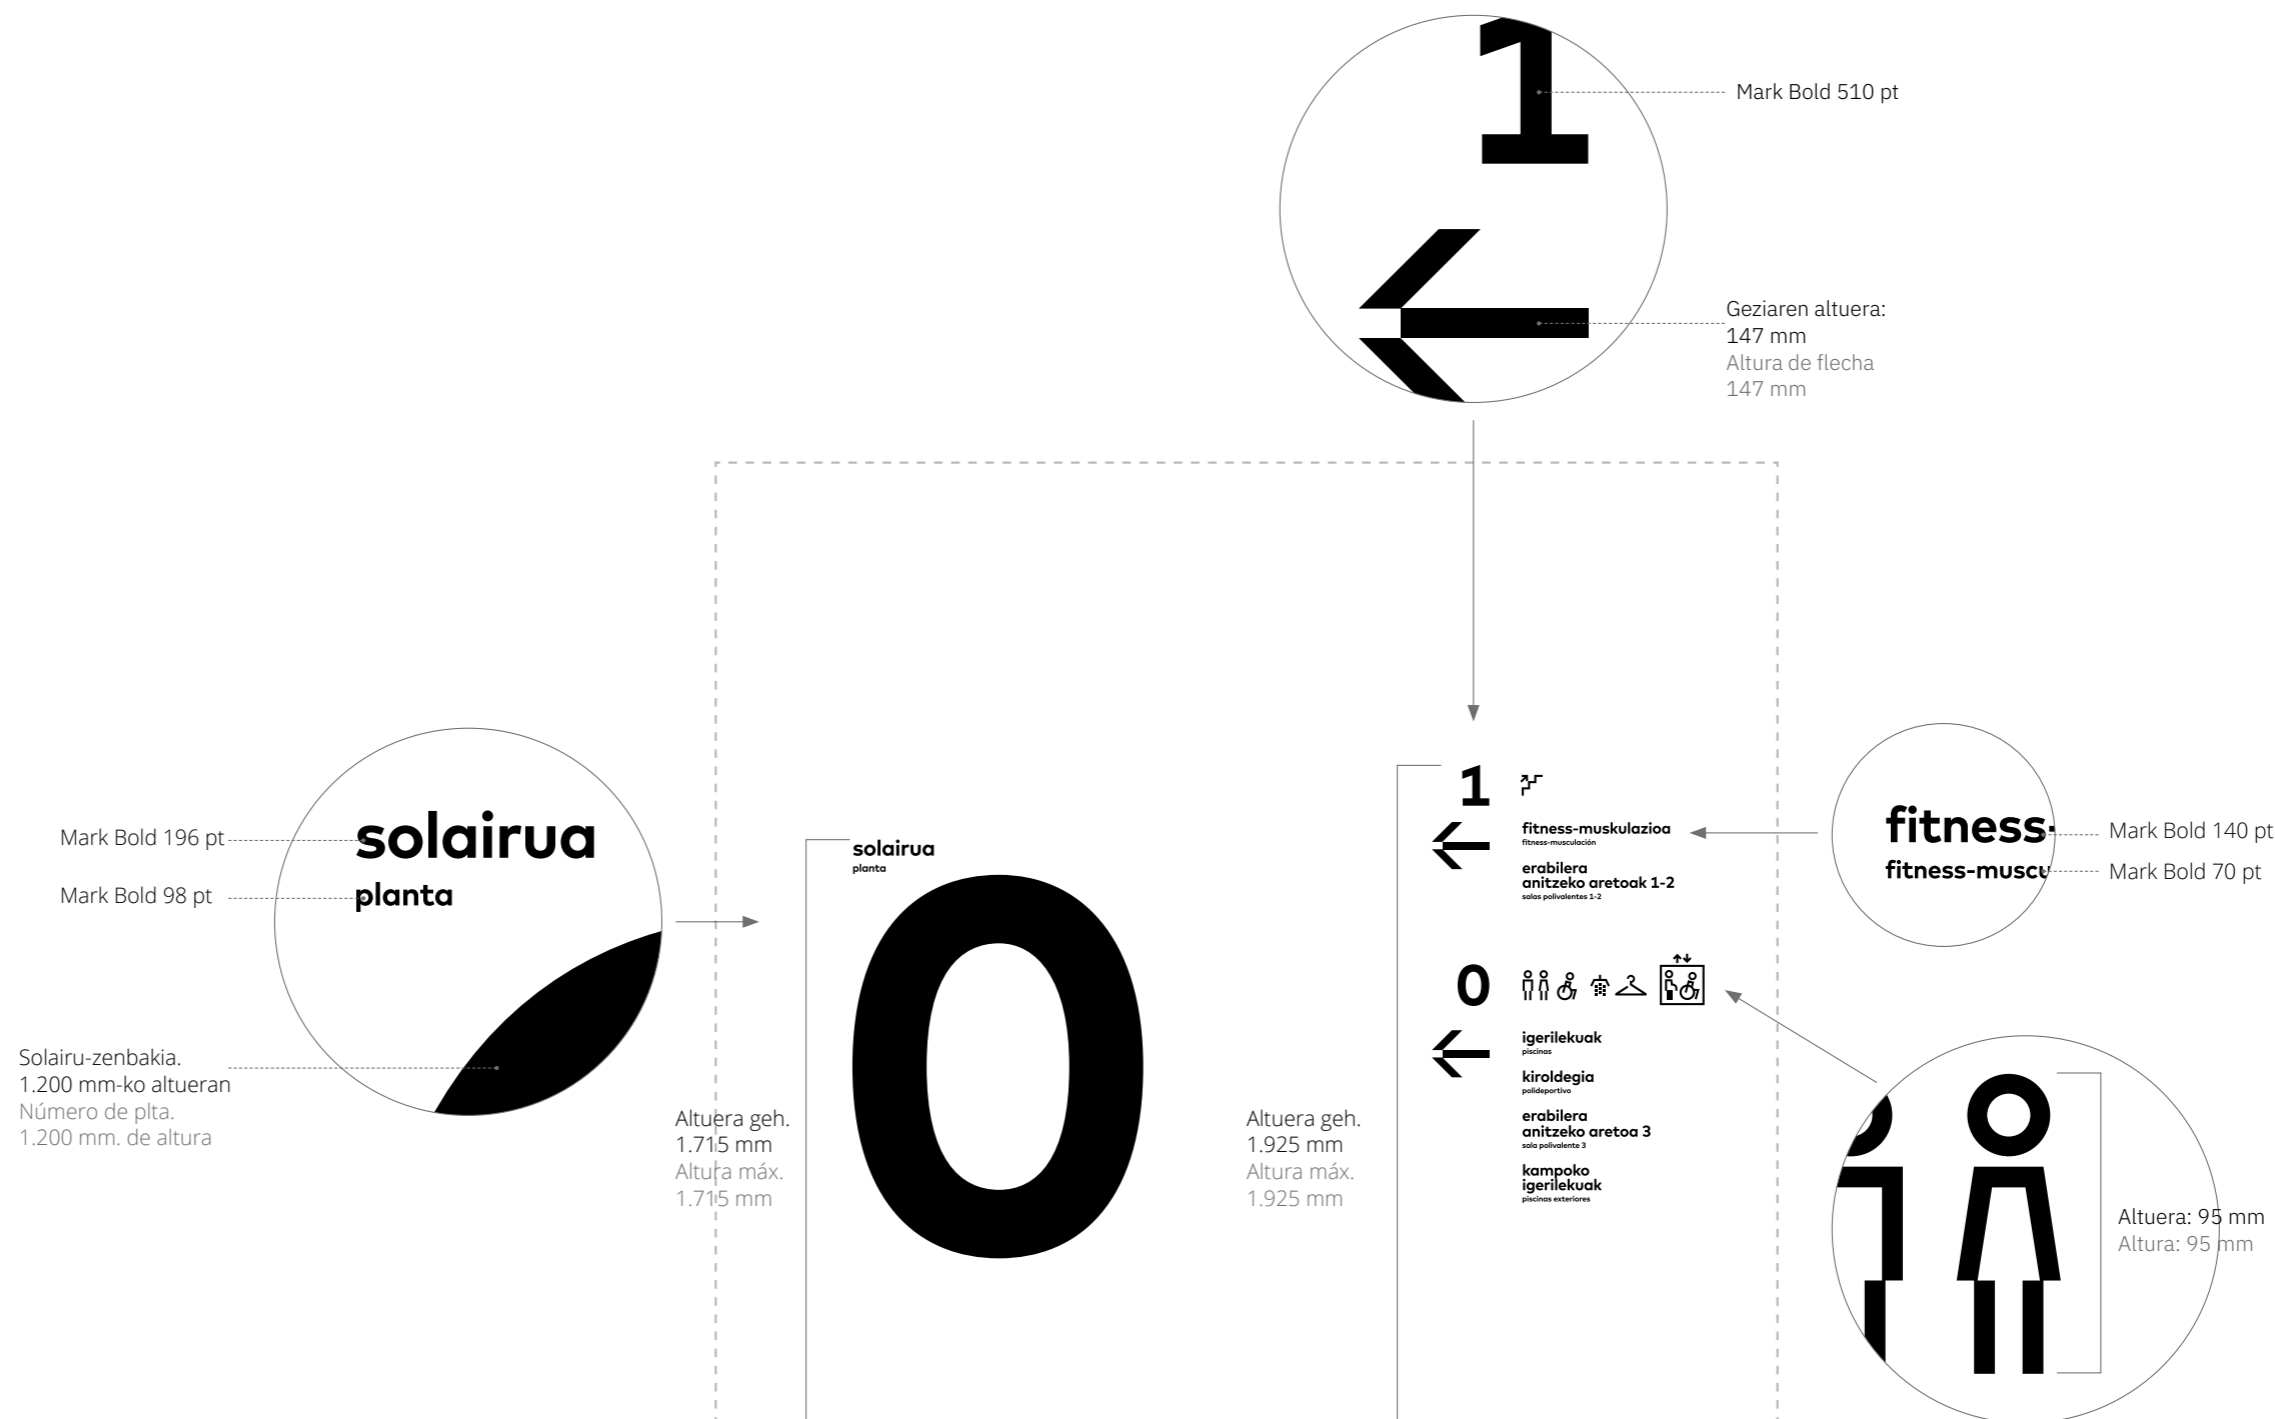 1
Mark Bold 510 pt
Geziaren altuera:
147 mm
Altura de flecha
147 mm
solairua
planta
Mark Bold 196 pt
Mark Bold 98 pt
Solairu-zenbakia.
1.200 mm-ko altueran
Número de plta.
1.200 mm. de altura
Altuera geh.
1.715 mm
Altura máx.
1.715 mm
solairua
planta
0
Altuera geh.
1.925 mm
Altura máx.
1.925 mm
1
fitness-muskulazioa
fitness-musculación
erabilera
anitzeko aretoak 1-2
salas polivalentes 1-2
0
igerilekuak
piscinas
kiroldegia
polideportivo
erabilera
anitzeko aretoa 3
sala polivalente 3
kampoko
igerilekuak
piscinas exteriores
fitness-
fitness-muscu
Mark Bold 140 pt
Mark Bold 70 pt
Altuera: 95 mm
Altura: 95 mm